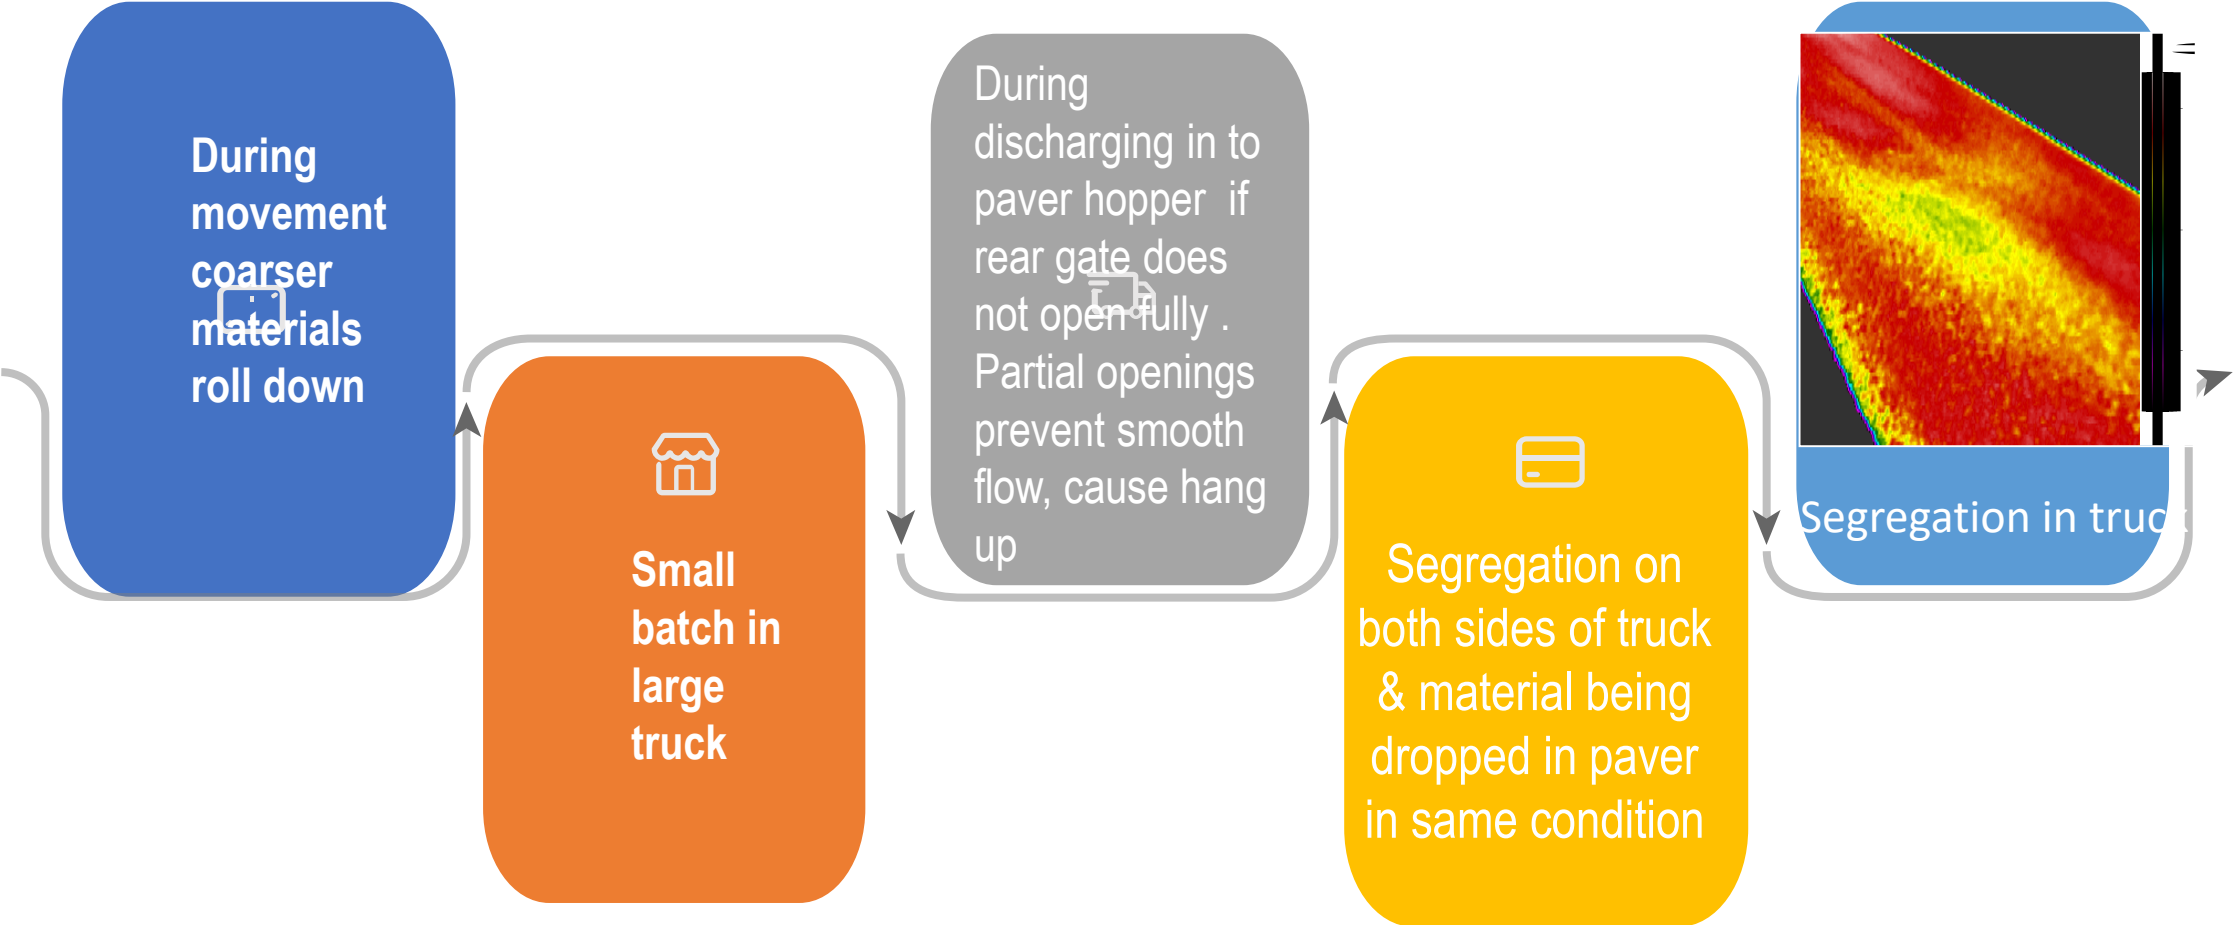 During
movement
coarser
materials
roll down
Small
batch in
large
truck
During
discharging in to
paver hopper  if
rear gate does
not open fully .
Partial openings
prevent smooth
flow, cause hang
up
Segregation on
both sides of truck
& material being
dropped in paver
in same condition
Segregation in truck